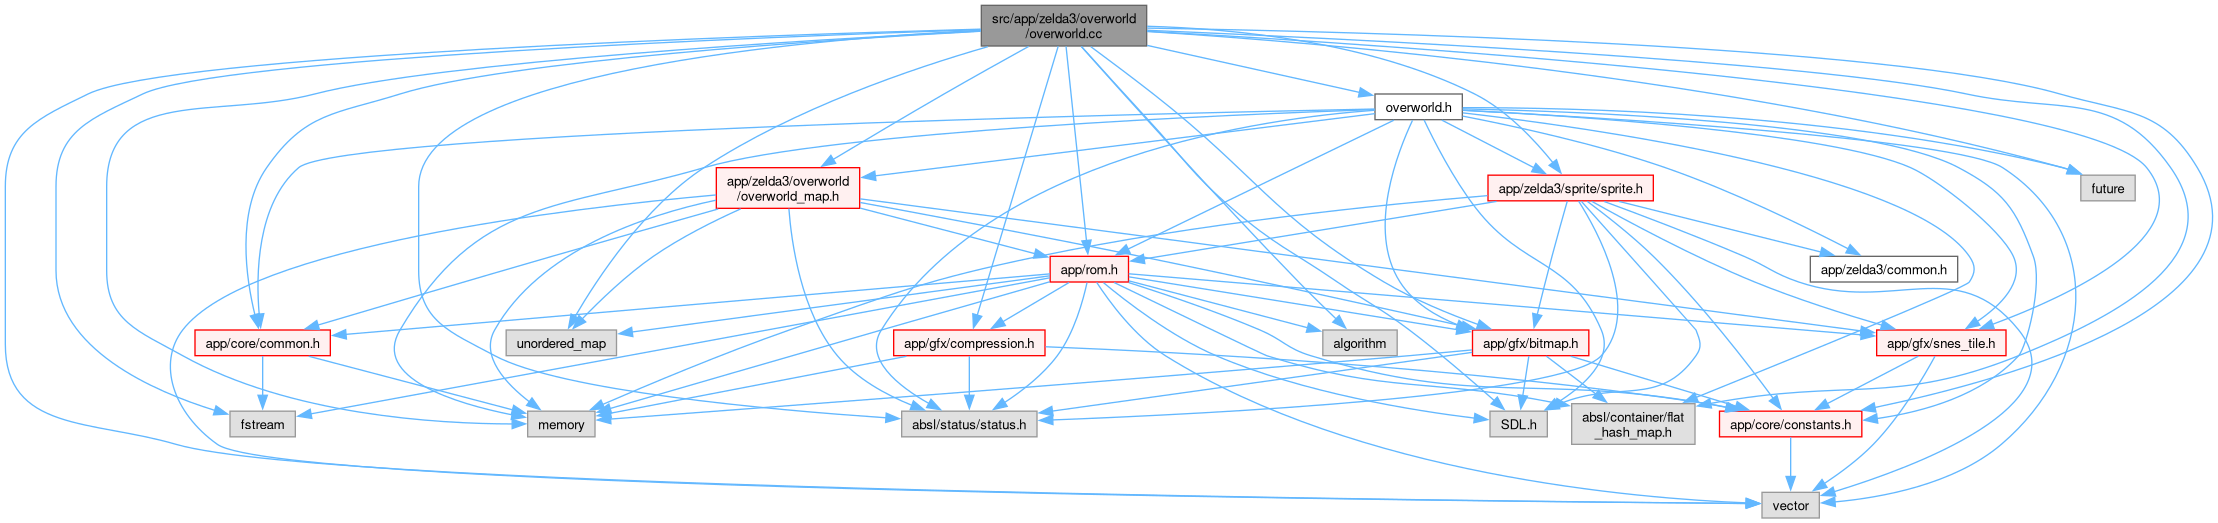 src/app/zelda3/overworld
/overworld.cc
overworld.h
app/zelda3/overworld
/overworld_map.h
app/zelda3/sprite/sprite.h
future
app/rom.h
app/zelda3/common.h
app/core/common.h
unordered_map
app/gfx/compression.h
algorithm
app/gfx/bitmap.h
app/gfx/snes_tile.h
fstream
memory
absl/status/status.h
SDL.h
absl/container/flat
_hash_map.h
app/core/constants.h
vector